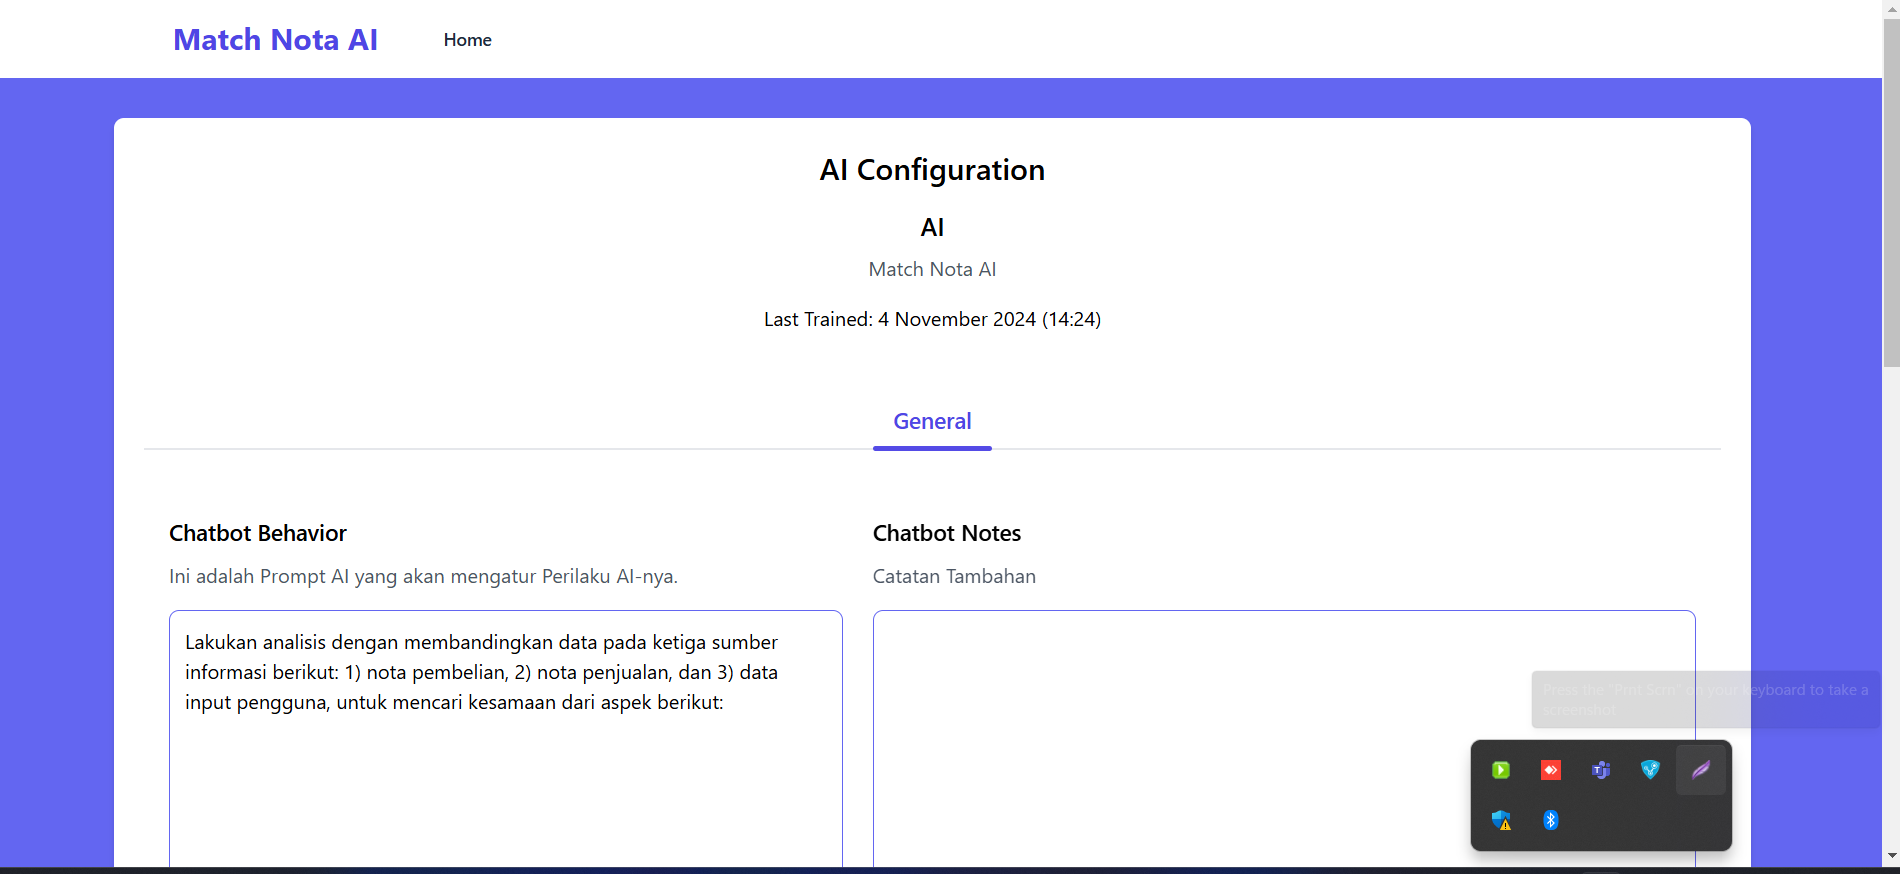 Match Nota AI
Home
AI Configuration
AI
Match Nota AI
Last Trained: 4 November 2024 (14:24)
General
Chatbot Behavior
Ini adalah Prompt AI yang akan mengatur Perilaku AI-nya.
Lakukan analisis dengan membandingkan data pada ketiga sumber
informasi berikut: 1) nota pembelian, 2) nota penjualan, dan 3) data
input pengguna, untuk mencari kesamaan dari aspek berikut:
Chatbot Notes
Catatan Tambahan
Press the "Prnt Scrn" on your keyboard to take a
screenshot